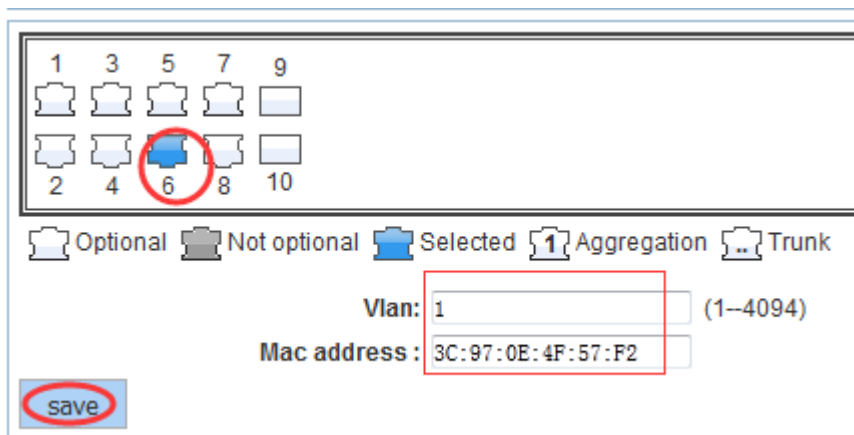 1 3 5 7 9
2 4 6 8 10
Optional Not optional Selected 1 Aggregation .. Trunk
Vlan: 1 (1--4094)
Mac address : 3C:97:0E:4F:57:F2
save